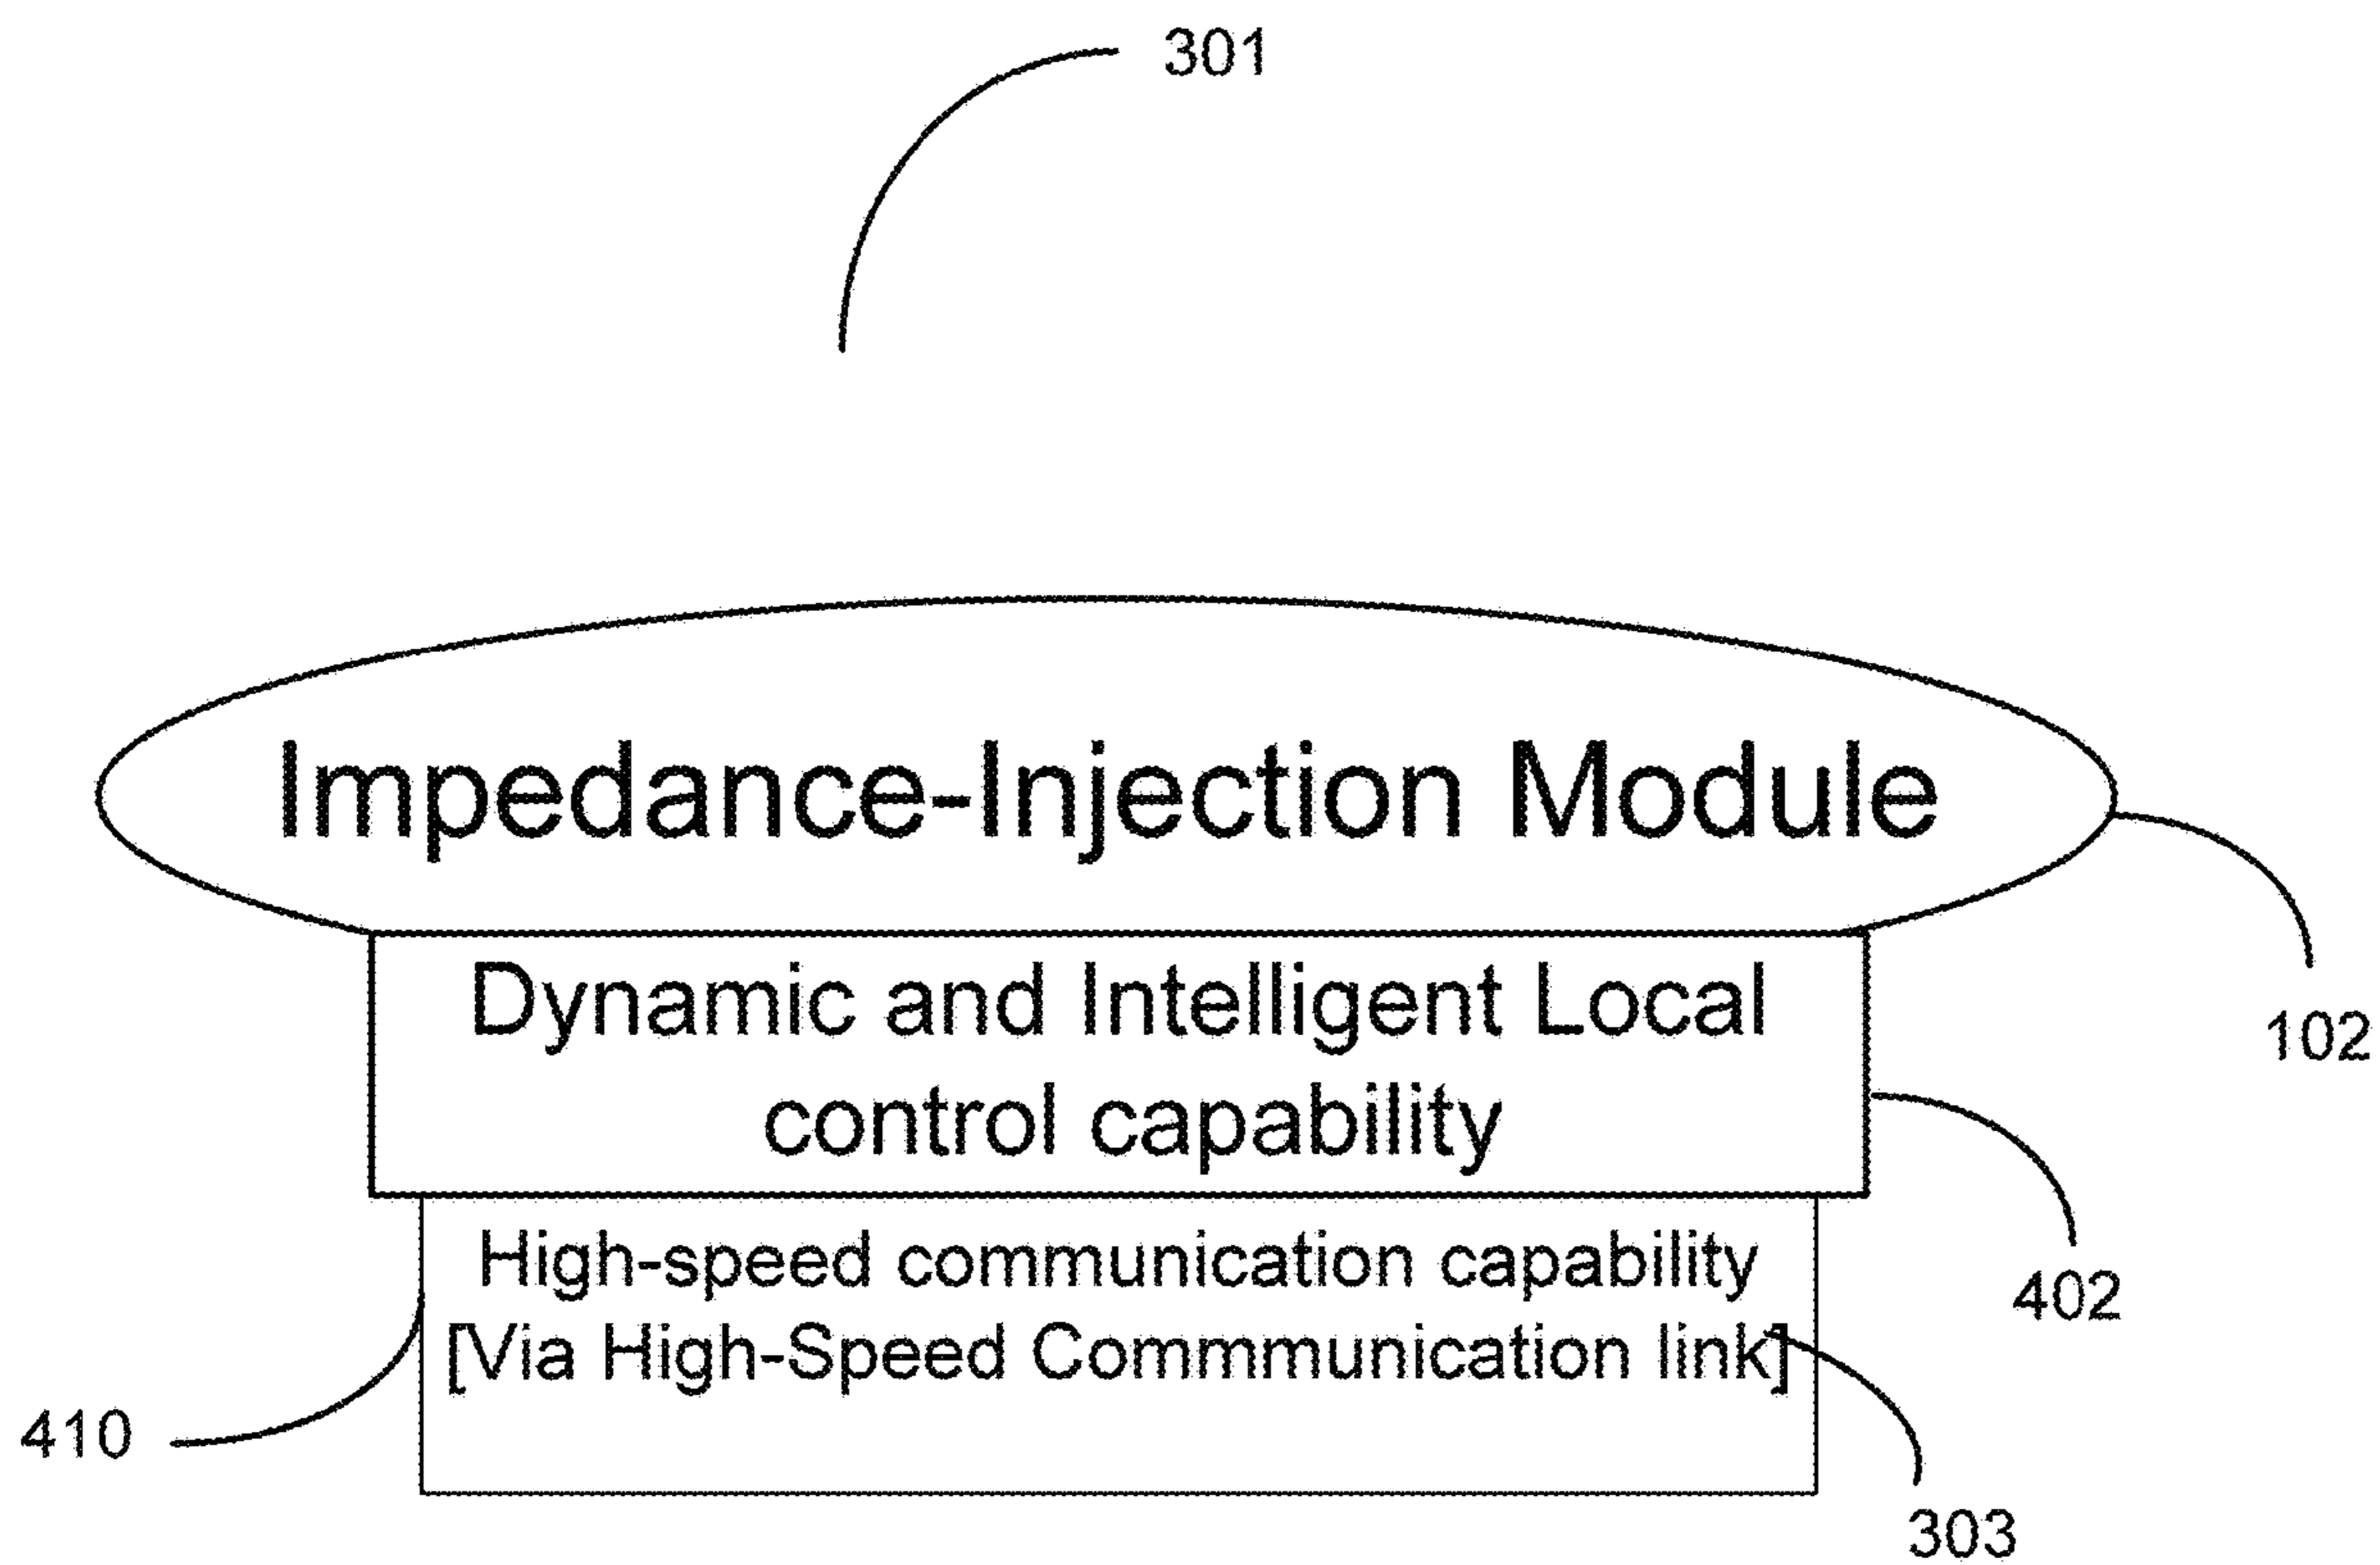 301
Impedance-Injection Module
Dynamic and Intelligent Local
control capability
102
High-speed communication capability
[Via High-Speed Commmunication link]
402
410
303